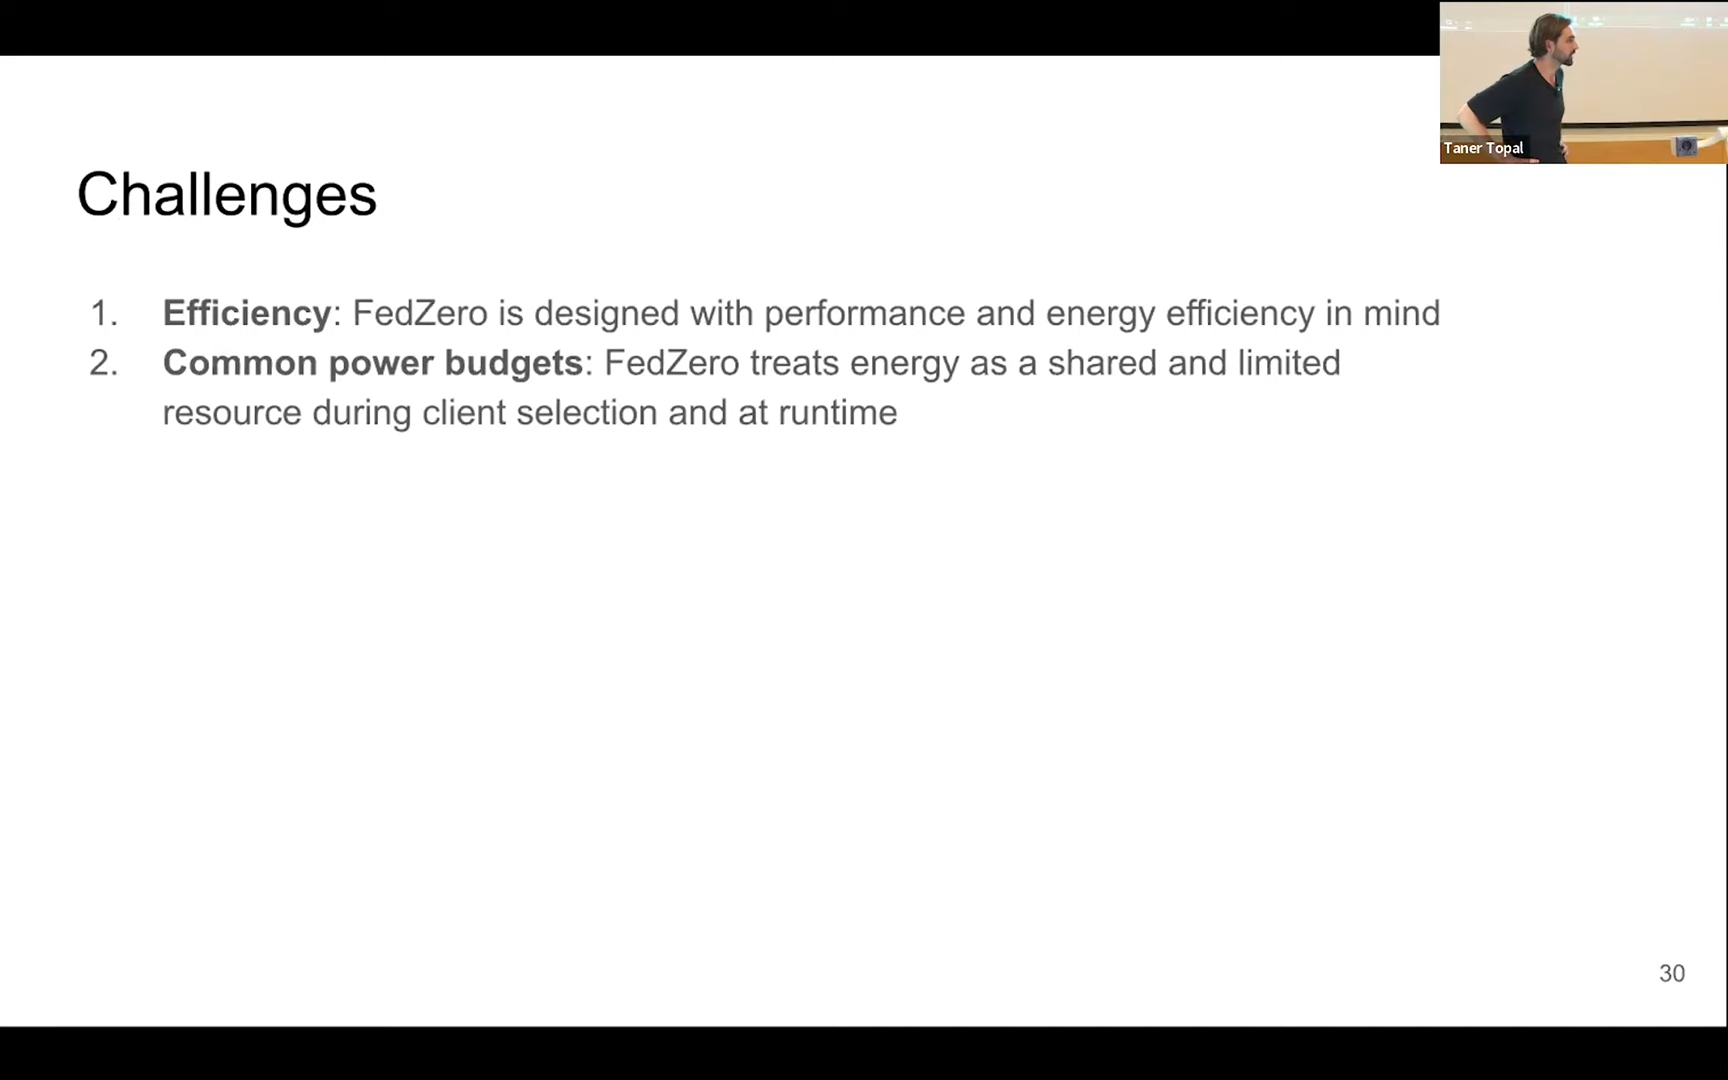 Taner Topal
Challenges
1. Efficiency: FedZero is designed with performance and energy efficiency in mind
2. Common power budgets: FedZero treats energy as a shared and limited
resource during client selection and at runtime
30